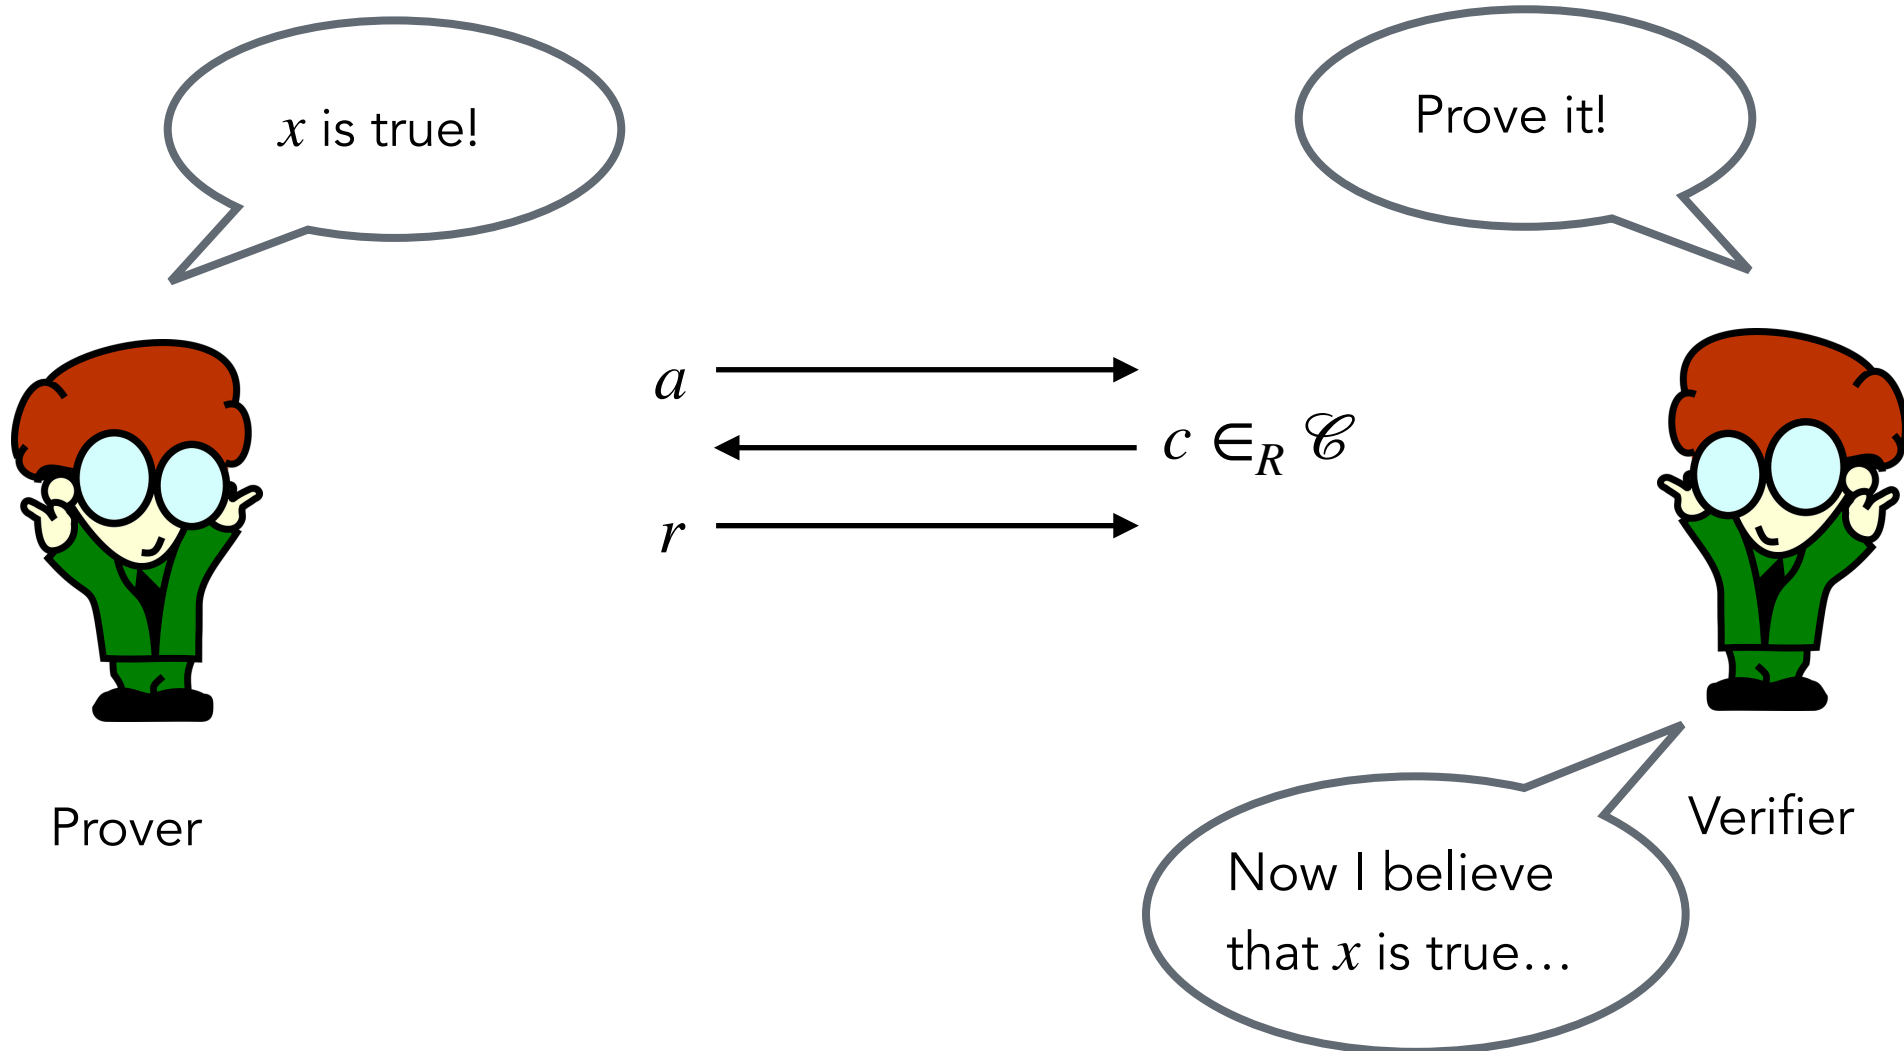 x is true!
Prove it!
a
c ∈_R 𝒞
r
Prover
Verifier
Now I believe
that x is true…